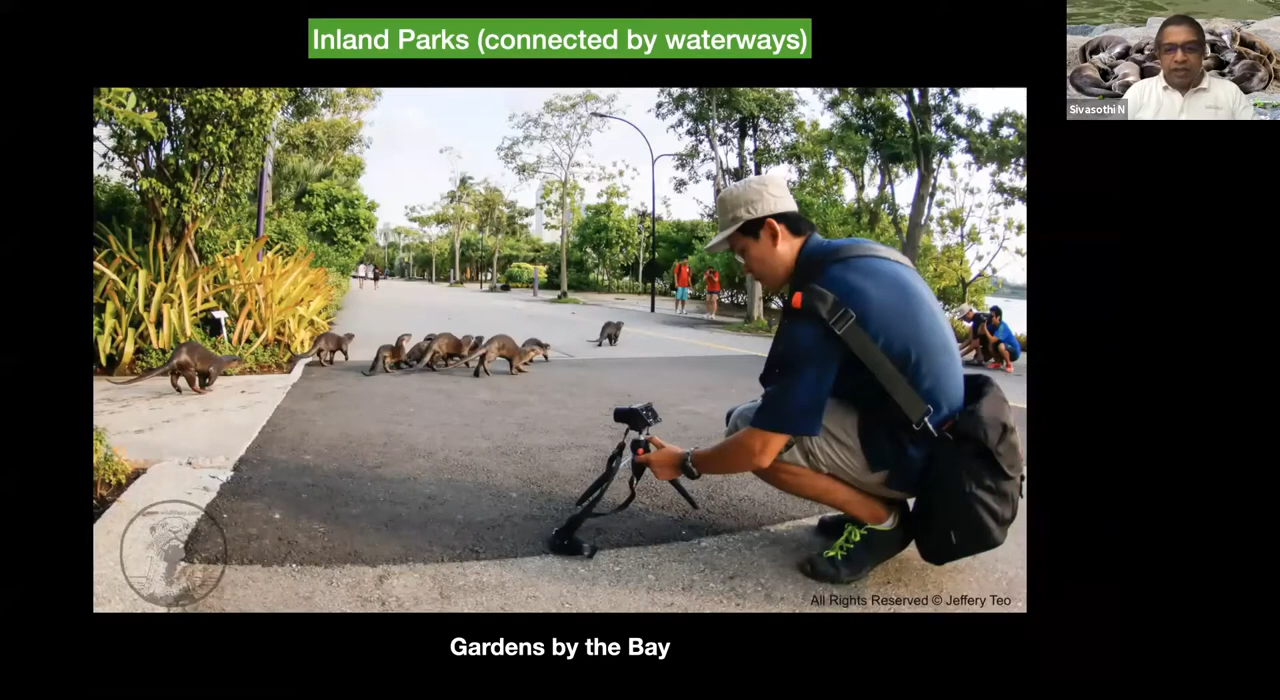 Inland Parks (connected by waterways)
Sivasothi N
All Rights Reserved © Jeffery Teo
Gardens by the Bay